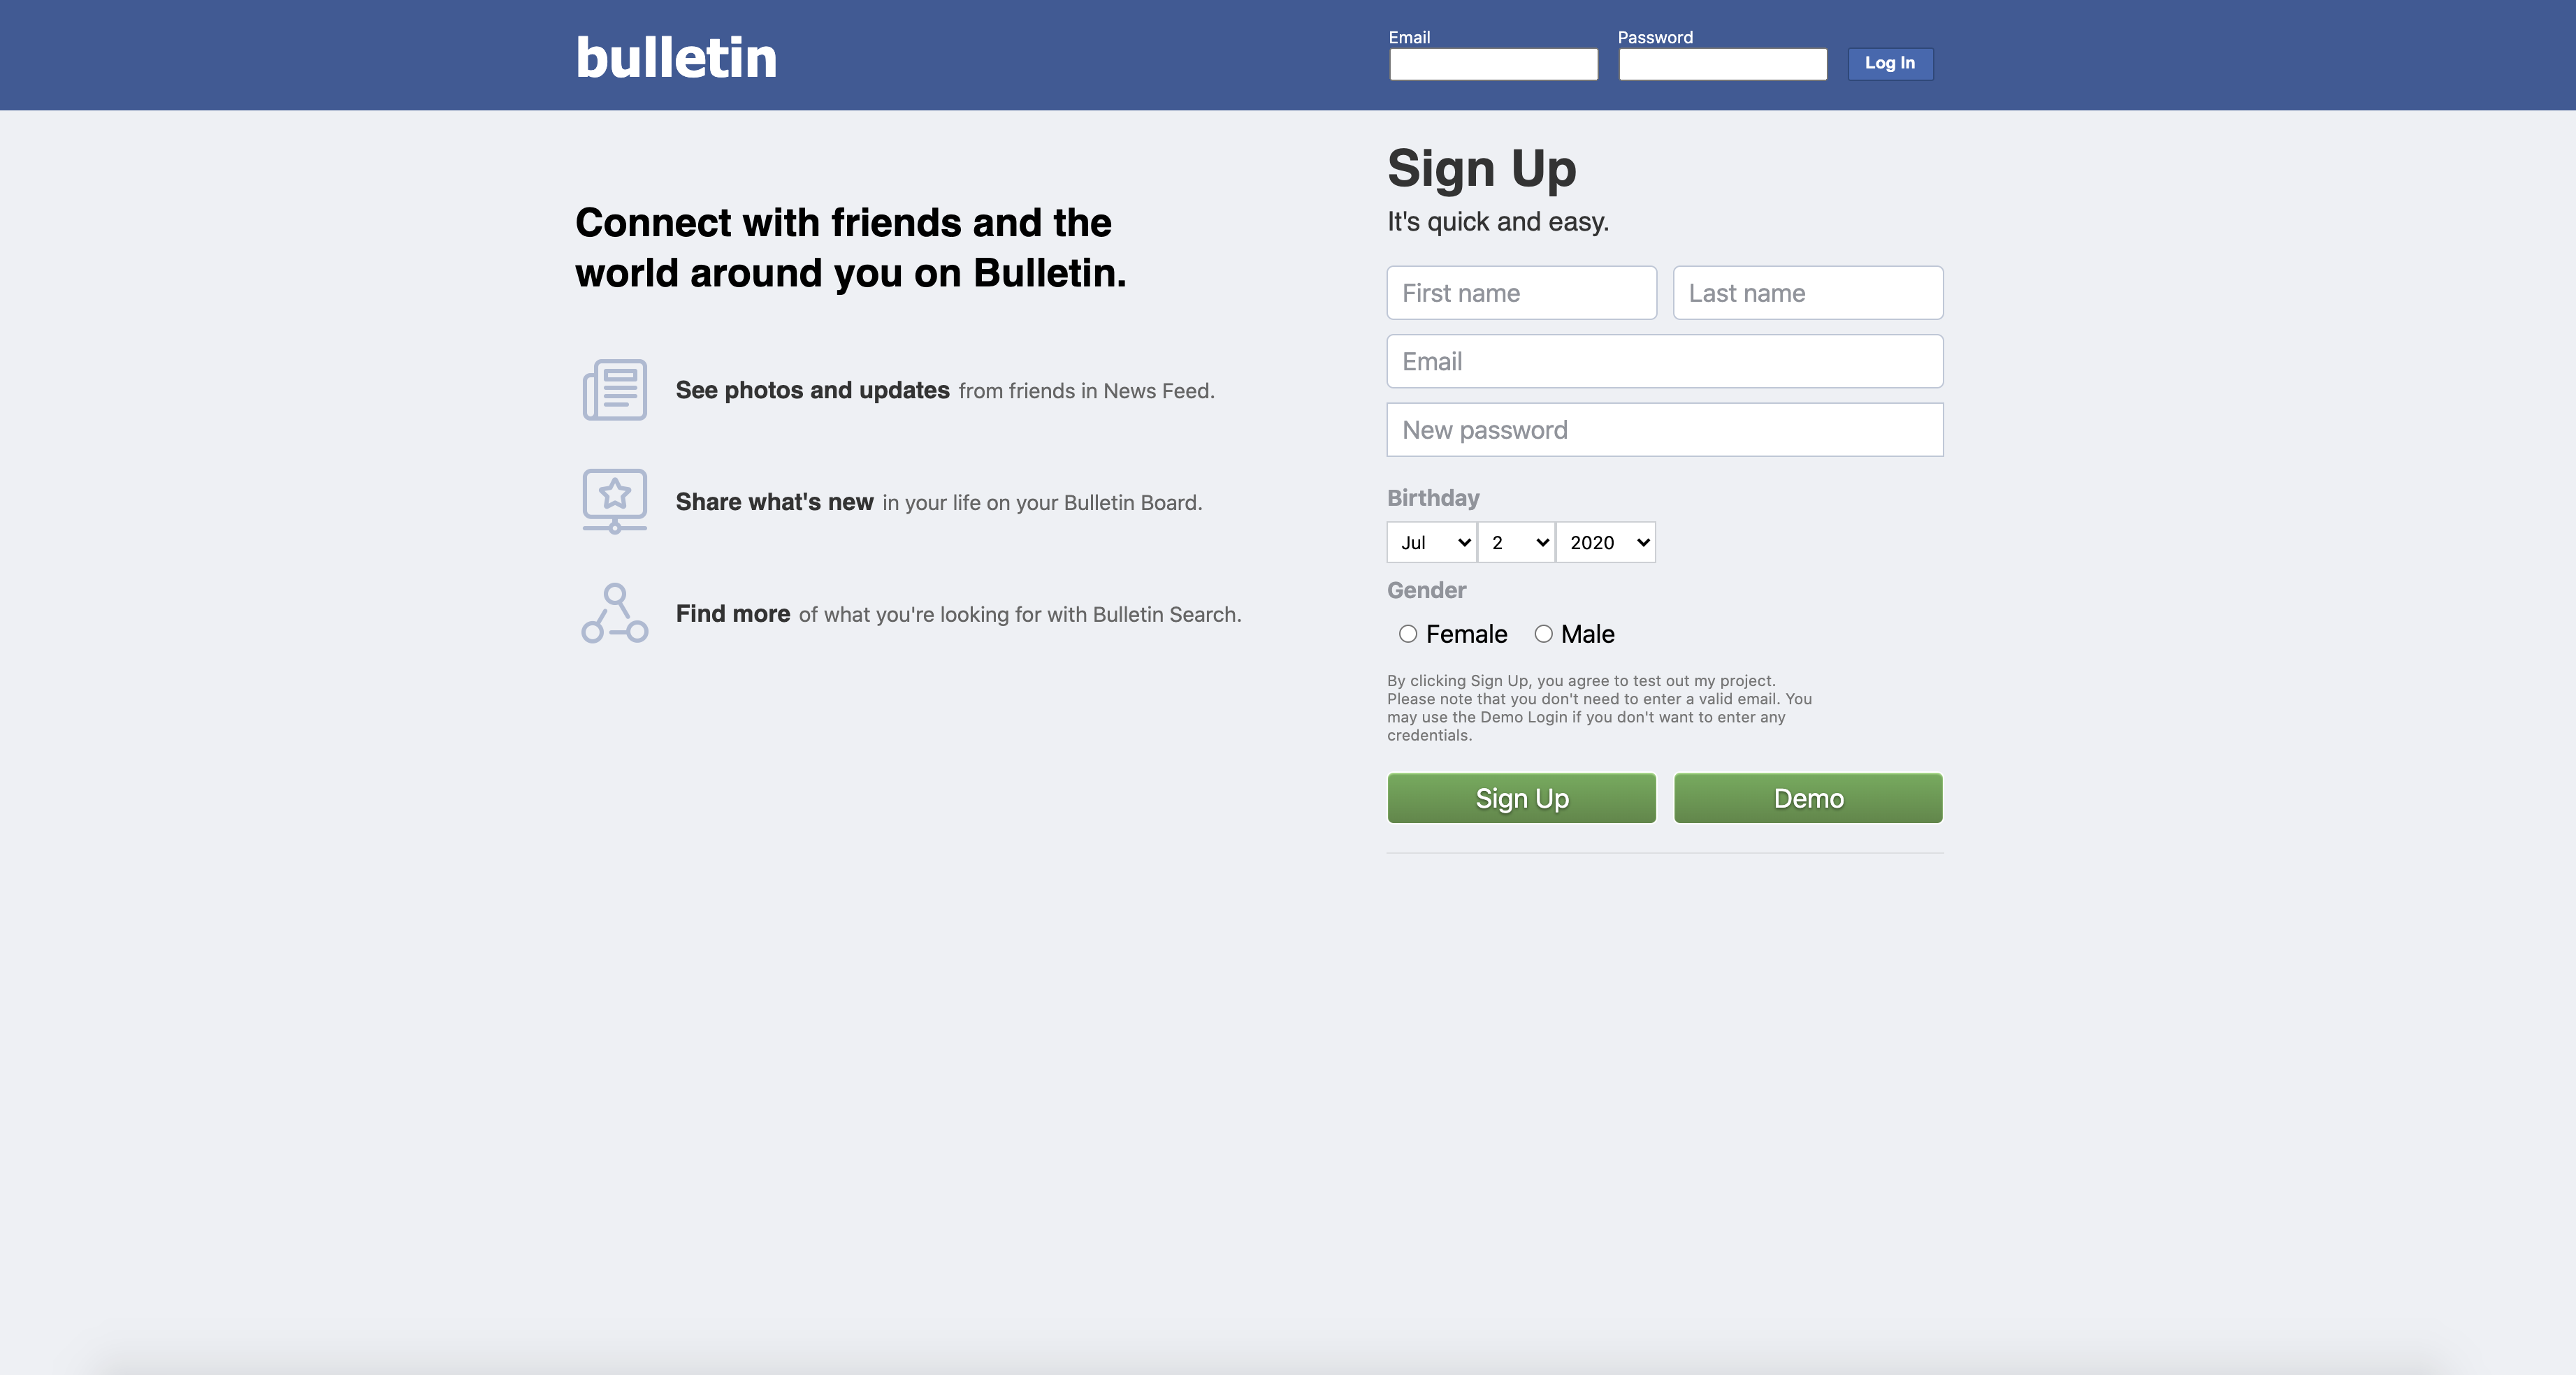 bulletin
Email
Password
Log In
Connect with friends and the
world around you on Bulletin.
See photos and updates from friends in News Feed.
Share what's new in your life on your Bulletin Board.
Find more of what you're looking for with Bulletin Search.
Sign Up
It's quick and easy.
First name
Last name
Email
New password
Birthday
Jul
2
2020
Gender
Female
Male
By clicking Sign Up, you agree to test out my project.
Please note that you don't need to enter a valid email. You
may use the Demo Login if you don't want to enter any
credentials.
Sign Up
Demo